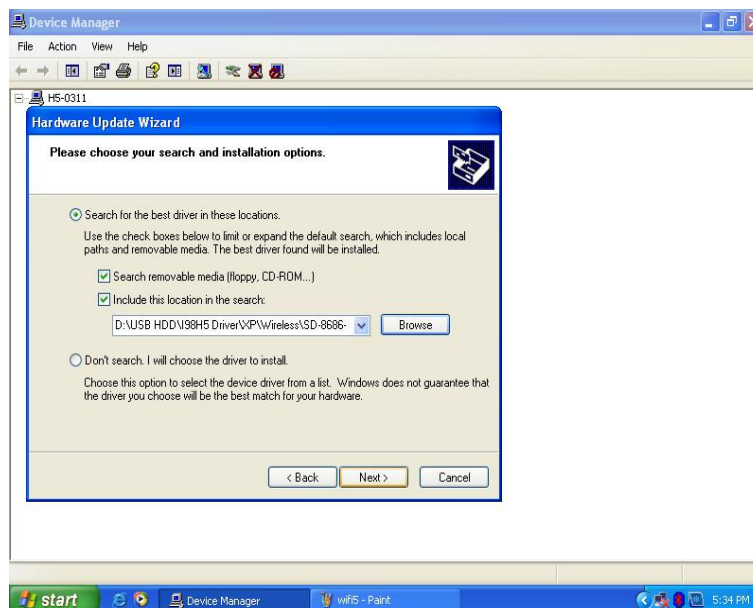 Device Manager
File Action View Help
H5-0311
Hardware Update Wizard
Please choose your search and installation options.
Search for the best driver in these locations.
Use the check boxes below to limit or expand the default search, which includes local
paths and removable media. The best driver found will be installed.
Search removable media (floppy, CD-ROM...)
Include this location in the search:
D:\USB HDD\I98H5 Driver\XP\Wireless\SD-8686-
Browse
Don't search. I will choose the driver to install.
Choose this option to select the device driver from a list. Windows does not guarantee that
the driver you choose will be the best match for your hardware.
< Back Next > Cancel
start Device Manager wifi5 - Paint 5:34 PM